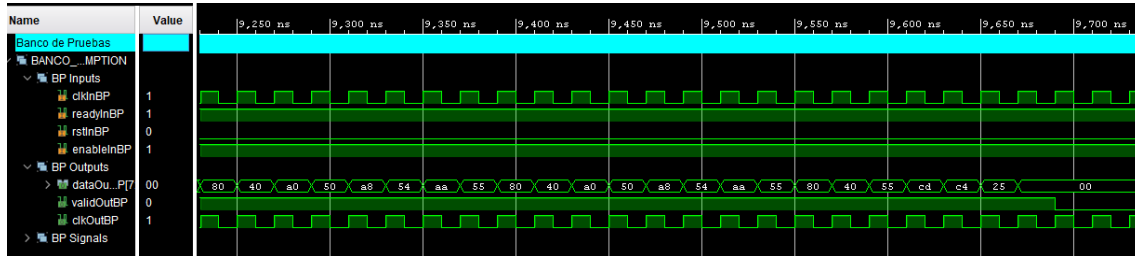 Name Value 9,250 ns 9,300 ns 9,350 ns 9,400 ns 9,450 ns 9,500 ns 9,550 ns 9,600 ns 9,650 ns 9,700 ns
Banco de Pruebas
BANCO_...MPTION
BP Inputs
clkInBP 1
readyInBP 1
rstInBP 0
enableInBP 1
BP Outputs
dataOu...P[7 00 80 40 a0 50 a8 54 aa 55 80 40 a0 50 a8 54 aa 55 80 40 55 cd c4 25 00
validOutBP 0
clkOutBP 1
BP Signals